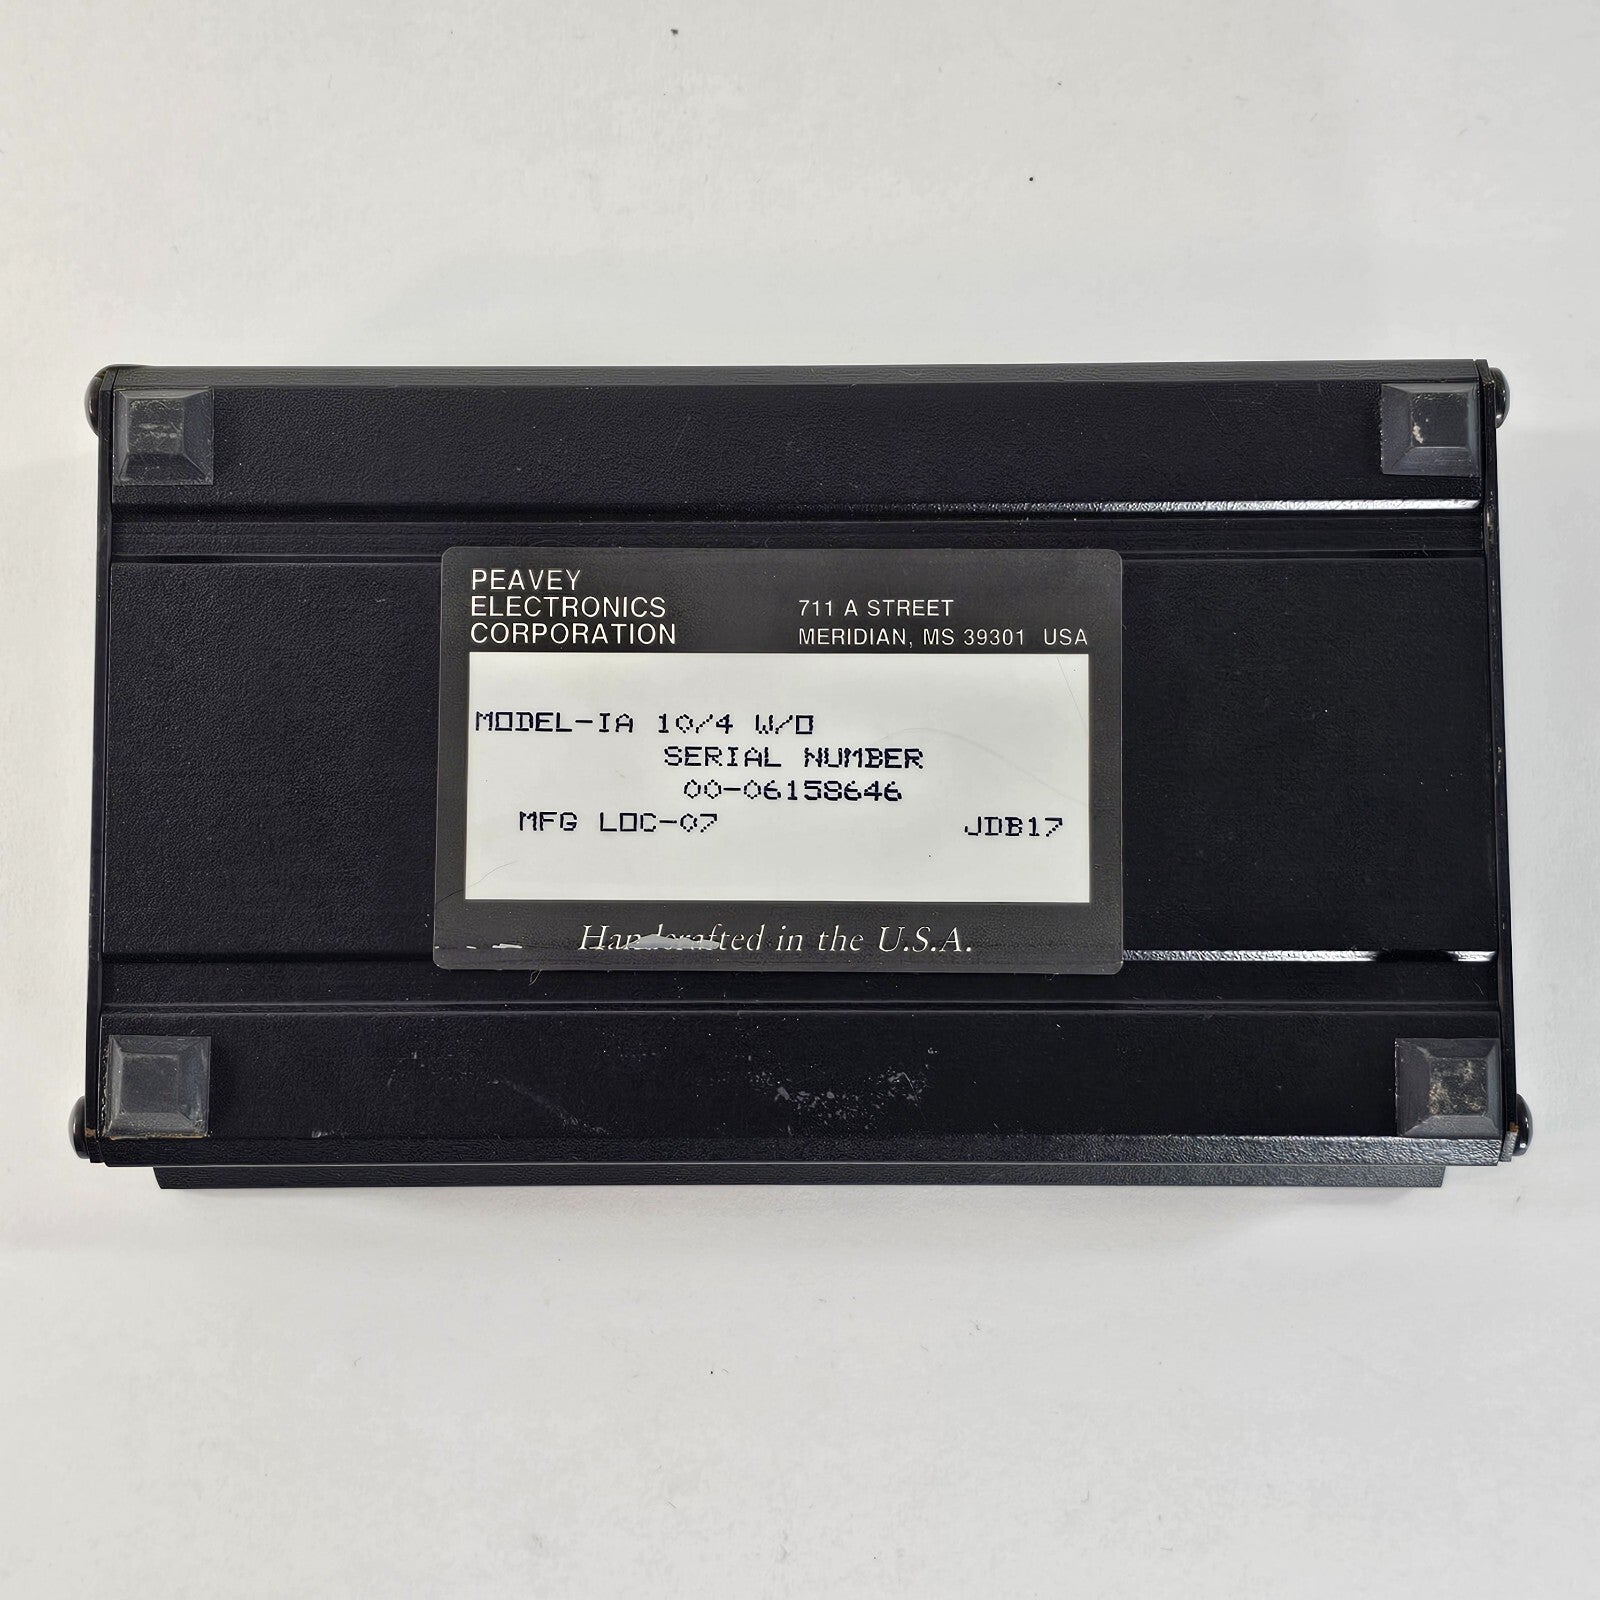 PEAVEY
ELECTRONICS
CORPORATION
711 A STREET
MERIDIAN, MS 39301 USA
MODEL-IA 10/4 W/O
SERIAL NUMBER
00-06158646
MFG LOC-07 JDB17
Handcrafted in the U.S.A.